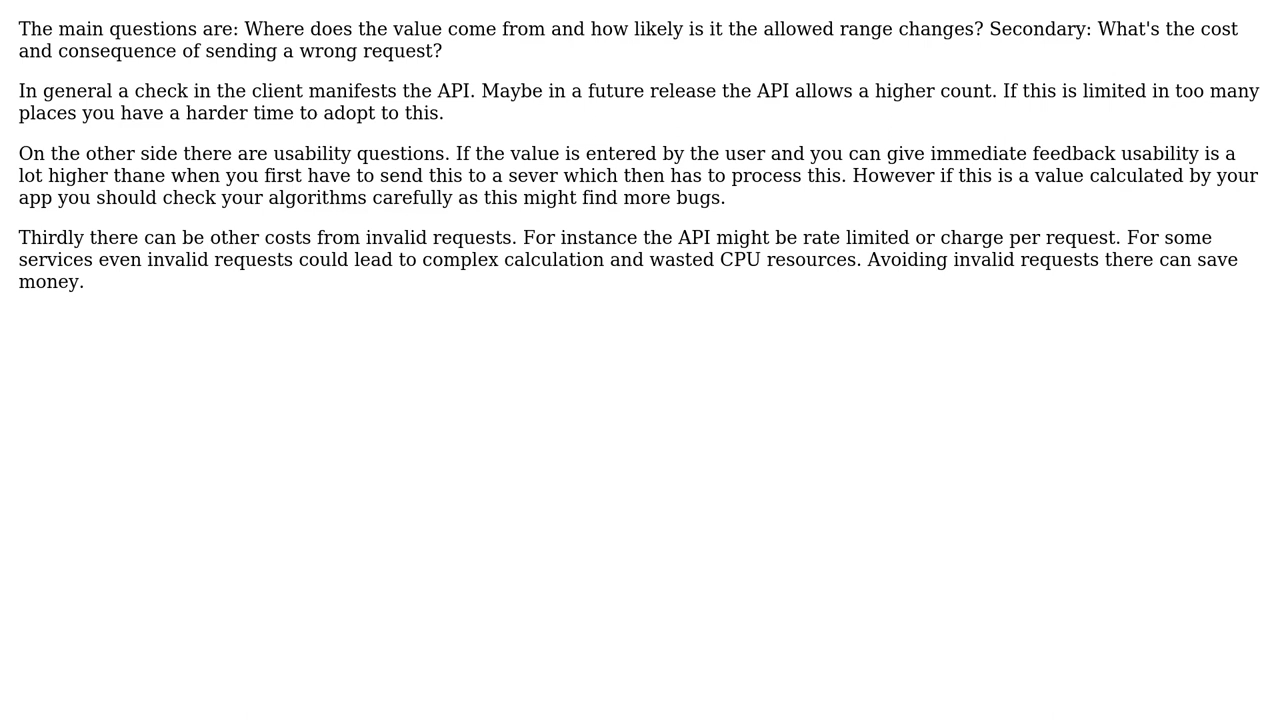 The main questions are: Where does the value come from and how likely is it the allowed range changes? Secondary: What's the cost
and consequence of sending a wrong request?
In general a check in the client manifests the API. Maybe in a future release the API allows a higher count. If this is limited in too many
places you have a harder time to adopt to this.
On the other side there are usability questions. If the value is entered by the user and you can give immediate feedback usability is a
lot higher thane when you first have to send this to a sever which then has to process this. However if this is a value calculated by your
app you should check your algorithms carefully as this might find more bugs.
Thirdly there can be other costs from invalid requests. For instance the API might be rate limited or charge per request. For some
services even invalid requests could lead to complex calculation and wasted CPU resources. Avoiding invalid requests there can save
money.